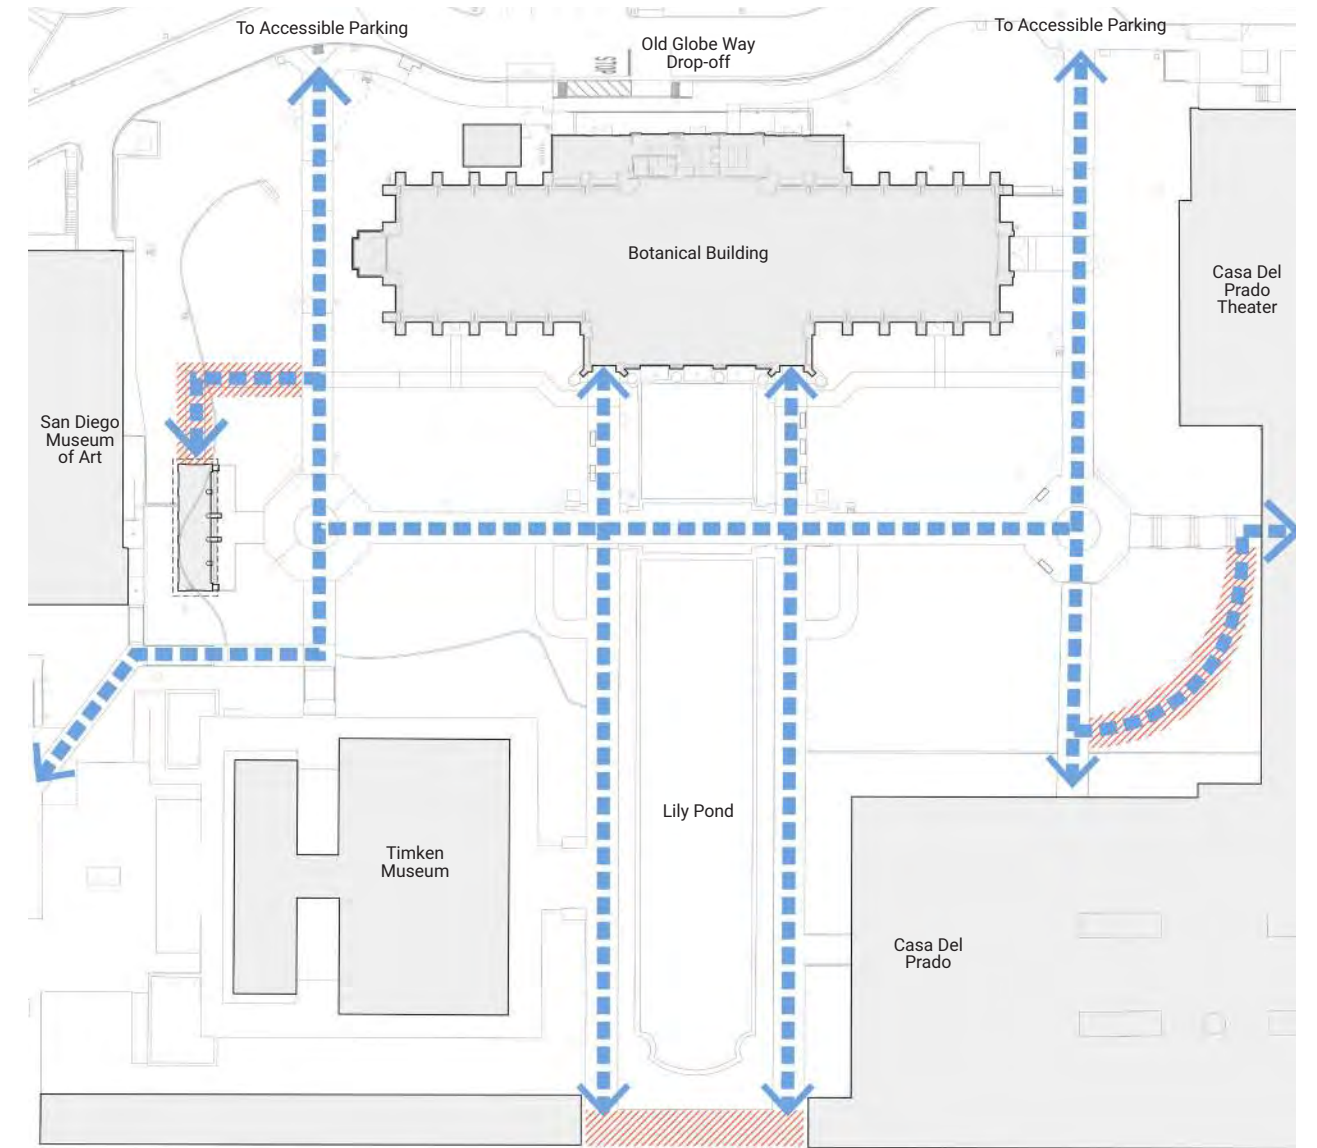 To Accessible Parking
To Accessible Parking
Old Globe Way
Drop-off
STOP
Botanical Building
Casa Del
Prado
Theater
San Diego
Museum
of Art
Lily Pond
Timken
Museum
Casa Del
Prado